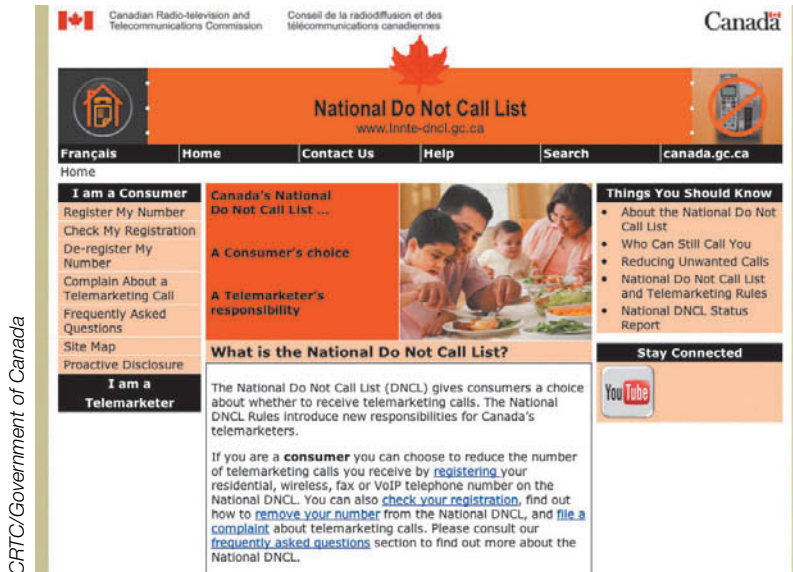 Canadian Radio-television and
Telecommunications Commission
Conseil de la radiodiffusion et des
télécommunications canadiennes
Canada
National Do Not Call List
www.lnnte-dncl.gc.ca
Français Home Contact Us Help Search canada.gc.ca
Home
I am a Consumer
Register My Number
Check My Registration
De-register My
Number
Complain About a
Telemarketing Call
Frequently Asked
Questions
Site Map
Proactive Disclosure
I am a
Telemarketer
Canada's National
Do Not Call List ...
A Consumer's choice
A Telemarketer's
responsibility
What is the National Do Not Call List?
The National Do Not Call List (DNCL) gives consumers a choice
about whether to receive telemarketing calls. The National
DNCL Rules introduce new responsibilities for Canada's
telemarketers.
If you are a consumer you can choose to reduce the number
of telemarketing calls you receive by registering your
residential, wireless, fax or VoIP telephone number on the
National DNCL. You can also check your registration, find out
how to remove your number from the National DNCL, and file a
complaint about telemarketing calls. Please consult our
frequently asked questions section to find out more about the
National DNCL.
Things You Should Know
• About the National Do Not
Call List
• Who Can Still Call You
• Reducing Unwanted Calls
• National Do Not Call List
and Telemarketing Rules
• National DNCL Status
Report
Stay Connected
You Tube
CRTC/Government of Canada